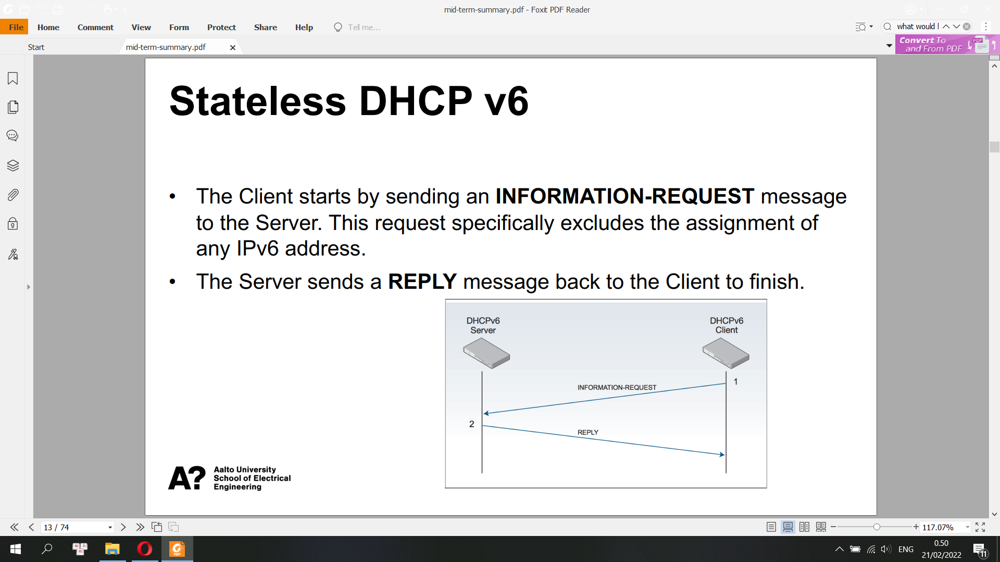 mid-term-summary.pdf - Foxit PDF Reader
File Home Comment View Form Protect Share Help Tell me...
what would l
Start
mid-term-summary.pdf
Convert To
and From PDF
PDF
Stateless DHCP v6
• The Client starts by sending an INFORMATION-REQUEST message
to the Server. This request specifically excludes the assignment of
any IPv6 address.
• The Server sends a REPLY message back to the Client to finish.
DHCPv6
Server
DHCPv6
Client
1
INFORMATION-REQUEST
2
REPLY
A?
Aalto University
School of Electrical
Engineering
13 / 74
117.07%
PDF
ENG
0.50
21/02/2022
11